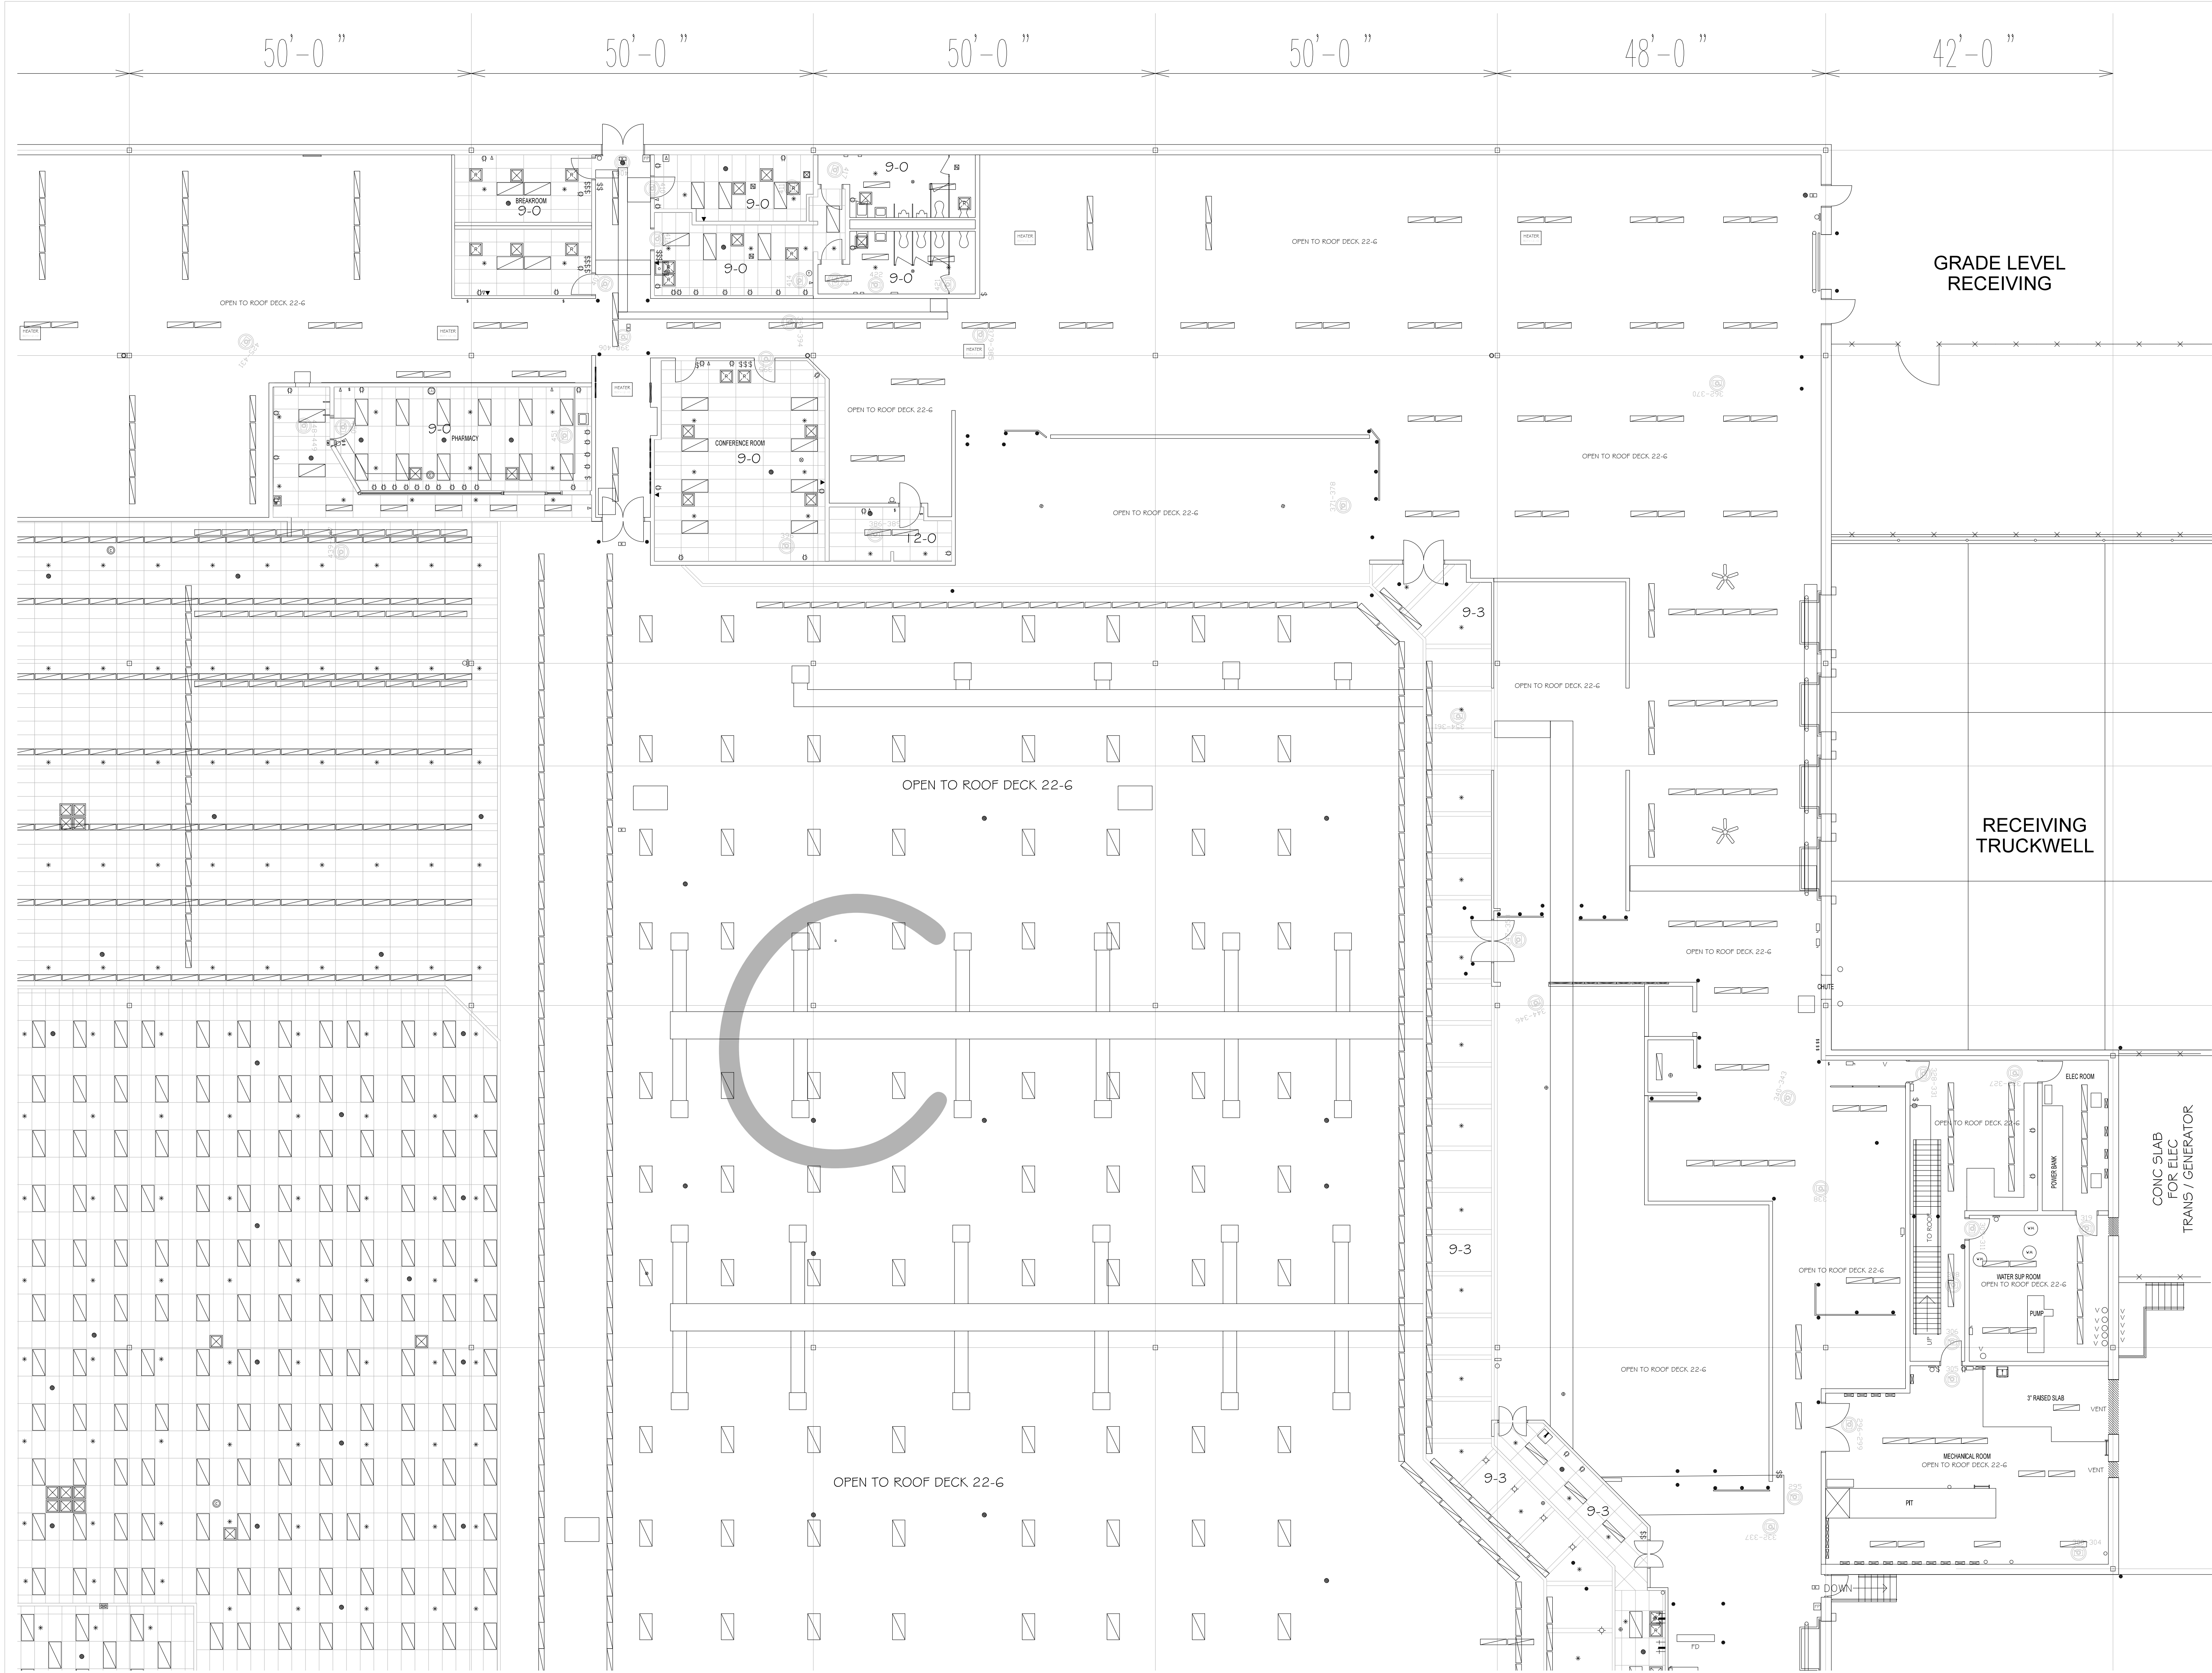 50'-0"
50'-0"
50'-0"
50'-0"
48'-0"
42'-0"
BREAKROOM
9-0
9-0
9-0
9-0
9-0
HEATER
HEATER
OPEN TO ROOF DECK 22-6
GRADE LEVEL
RECEIVING
OPEN TO ROOF DECK 22-6
HEATER
HEATER
HEATER
HEATER
OPEN TO ROOF DECK 22-6
9-0
PHARMACY
CONFERENCE ROOM
9-0
OPEN TO ROOF DECK 22-6
OPEN TO ROOF DECK 22-6
12-0
9-3
OPEN TO ROOF DECK 22-6
OPEN TO ROOF DECK 22-6
RECEIVING
TRUCKWELL
C
OPEN TO ROOF DECK 22-6
CHUTE
ELEC ROOM
OPEN TO ROOF DECK 22-6
POWER BANK
CONC SLAB
FOR ELEC
TRANS / GENERATOR
TO ROOF
UP
9-3
OPEN TO ROOF DECK 22-6
WATER SUP ROOM
OPEN TO ROOF DECK 22-6
PUMP
OPEN TO ROOF DECK 22-6
3" RAISED SLAB
VENT
MECHANICAL ROOM
OPEN TO ROOF DECK 22-6
VENT
OPEN TO ROOF DECK 22-6
9-3
9-3
PIT
DOWN
PD